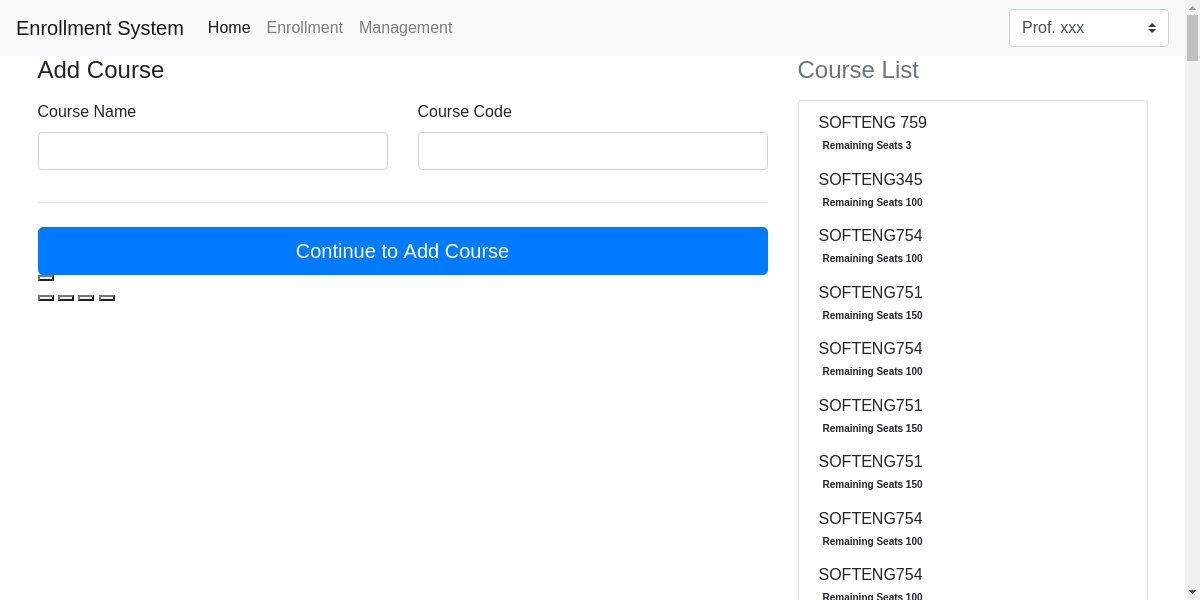 Enrollment System Home Enrollment Management Prof. xxx
Add Course
Course Name Course Code
Continue to Add Course
Course List
SOFTENG 759
Remaining Seats 3
SOFTENG345
Remaining Seats 100
SOFTENG754
Remaining Seats 100
SOFTENG751
Remaining Seats 150
SOFTENG754
Remaining Seats 100
SOFTENG751
Remaining Seats 150
SOFTENG751
Remaining Seats 150
SOFTENG754
Remaining Seats 100
SOFTENG754
Remaining Seats 100